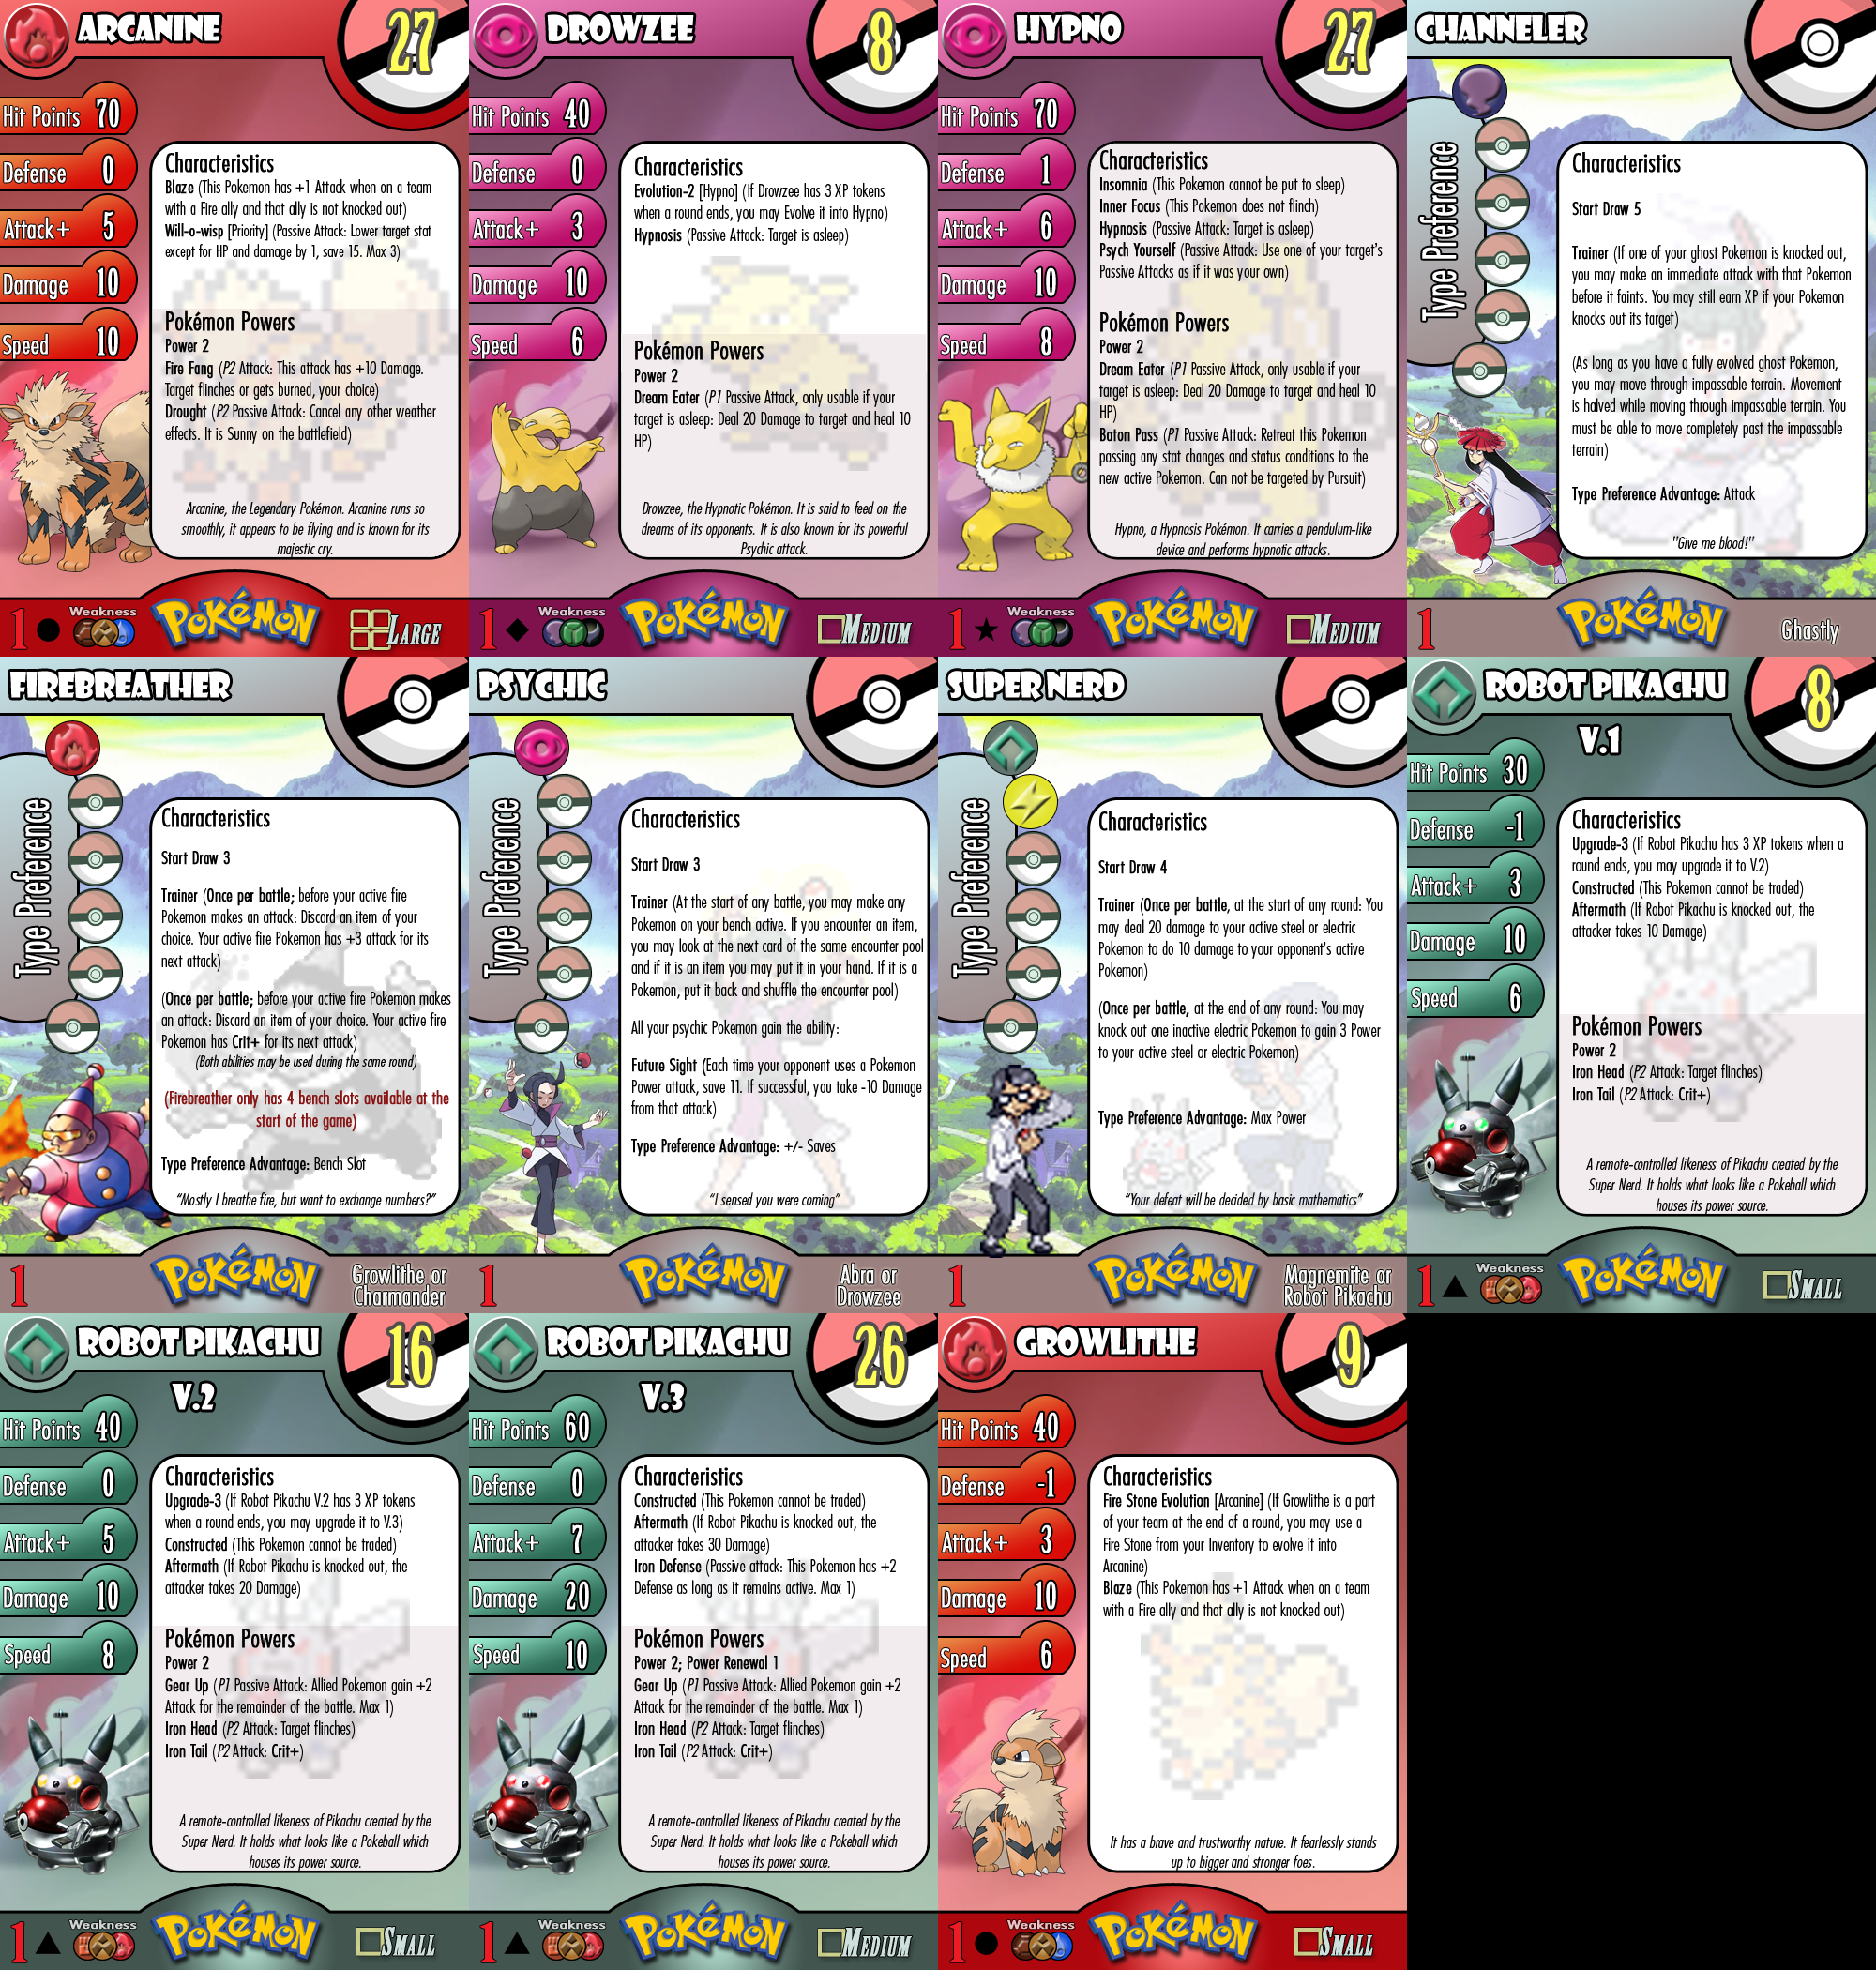 ARCANINE
27
Hit Points 70
Defense 0
Attack+ 5
Damage 10
Speed 10
Characteristics
Blaze (This Pokemon has +1 Attack when on a team
with a Fire ally and that ally is not knocked out)
Will-o-wisp [Priority] (Passive Attack: Lower target stat
except for HP and damage by 1, save 15. Max 3)
Pokémon Powers
Power 2
Fire Fang (P2 Attack: This attack has +10 Damage.
Target flinches or gets burned, your choice)
Drought (P2 Passive Attack: Cancel any other weather
effects. It is Sunny on the battlefield)
Arcanine, the Legendary Pokémon. Arcanine runs so
smoothly, it appears to be flying and is known for its
majestic cry.
1
Weakness
POKéMON
LARGE
DROWZEE
8
Hit Points 40
Defense 0
Attack+ 3
Damage 10
Speed 6
Characteristics
Evolution-2 [Hypno] (If Drowzee has 3 XP tokens
when a round ends, you may Evolve it into Hypno)
Hypnosis (Passive Attack: Target is asleep)
Pokémon Powers
Power 2
Dream Eater (P1 Passive Attack, only usable if your
target is asleep: Deal 20 Damage to target and heal 10
HP)
Drowzee, the Hypnotic Pokémon. It is said to feed on the
dreams of its opponents. It is also known for its powerful
Psychic attack.
1
Weakness
POKéMON
MEDIUM
HYPNO
27
Hit Points 70
Defense 1
Attack+ 6
Damage 10
Speed 8
Characteristics
Insomnia (This Pokemon cannot be put to sleep)
Inner Focus (This Pokemon does not flinch)
Hypnosis (Passive Attack: Target is asleep)
Psych Yourself (Passive Attack: Use one of your target's
Passive Attacks as if it was your own)
Pokémon Powers
Power 2
Dream Eater (P1 Passive Attack, only usable if your
target is asleep: Deal 20 Damage to target and heal 10
HP)
Baton Pass (P1 Passive Attack: Retreat this Pokemon
passing any stat changes and status conditions to the
new active Pokemon. Can not be targeted by Pursuit)
Hypno, a Hypnosis Pokémon. It carries a pendulum-like
device and performs hypnotic attacks.
1
Weakness
POKéMON
MEDIUM
CHANNELER
Type Preference
Characteristics
Start Draw 5
Trainer (If one of your ghost Pokemon is knocked out,
you may make an immediate attack with that Pokemon
before it faints. You may still earn XP if your Pokemon
knocks out its target)
(As long as you have a fully evolved ghost Pokemon,
you may move through impassable terrain. Movement
is halved while moving through impassable terrain. You
must be able to move completely past the impassable
terrain)
Type Preference Advantage: Attack
"Give me blood!"
1
POKéMON
Ghastly
FIREBREATHER
Type Preference
Characteristics
Start Draw 3
Trainer (Once per battle; before your active fire
Pokemon makes an attack: Discard an item of your
choice. Your active fire Pokemon has +3 attack for its
next attack)
(Once per battle; before your active fire Pokemon makes
an attack: Discard an item of your choice. Your active fire
Pokemon has Crit+ for its next attack)
(Both abilities may be used during the same round)
(Firebreather only has 4 bench slots available at the
start of the game)
Type Preference Advantage: Bench Slot
“Mostly I breathe fire, but want to exchange numbers?”
1
POKéMON
Growlithe or
Charmander
PSYCHIC
Type Preference
Characteristics
Start Draw 3
Trainer (At the start of any battle, you may make any
Pokemon on your bench active. If you encounter an item,
you may look at the next card of the same encounter pool
and if it is an item you may put it in your hand. If it is a
Pokemon, put it back and shuffle the encounter pool)
All your psychic Pokemon gain the ability:
Future Sight (Each time your opponent uses a Pokemon
Power attack, save 11. If successful, you take -10 Damage
from that attack)
Type Preference Advantage: +/- Saves
“I sensed you were coming”
1
POKéMON
Abra or
Drowzee
SUPER NERD
Type Preference
Characteristics
Start Draw 4
Trainer (Once per battle, at the start of any round: You
may deal 20 damage to your active steel or electric
Pokemon to do 10 damage to your opponent's active
Pokemon)
(Once per battle, at the end of any round: You may
knock out one inactive electric Pokemon to gain 3 Power
to your active steel or electric Pokemon)
Type Preference Advantage: Max Power
“Your defeat will be decided by basic mathematics”
1
POKéMON
Magnemite or
Robot Pikachu
ROBOT PIKACHU
V.1
8
Hit Points 30
Defense -1
Attack+ 3
Damage 10
Speed 6
Characteristics
Upgrade-3 (If Robot Pikachu has 3 XP tokens when a
round ends, you may upgrade it to V.2)
Constructed (This Pokemon cannot be traded)
Aftermath (If Robot Pikachu is knocked out, the
attacker takes 10 Damage)
Pokémon Powers
Power 2
Iron Head (P2 Attack: Target flinches)
Iron Tail (P2 Attack: Crit+)
A remote-controlled likeness of Pikachu created by the
Super Nerd. It holds what looks like a Pokeball which
houses its power source.
1
Weakness
POKéMON
SMALL
ROBOT PIKACHU
V.2
16
Hit Points 40
Defense 0
Attack+ 5
Damage 10
Speed 8
Characteristics
Upgrade-3 (If Robot Pikachu V.2 has 3 XP tokens
when a round ends, you may upgrade it to V.3)
Constructed (This Pokemon cannot be traded)
Aftermath (If Robot Pikachu is knocked out, the
attacker takes 20 Damage)
Pokémon Powers
Power 2
Gear Up (P1 Passive Attack: Allied Pokemon gain +2
Attack for the remainder of the battle. Max 1)
Iron Head (P2 Attack: Target flinches)
Iron Tail (P2 Attack: Crit+)
A remote-controlled likeness of Pikachu created by the
Super Nerd. It holds what looks like a Pokeball which
houses its power source.
1
Weakness
POKéMON
SMALL
ROBOT PIKACHU
V.3
26
Hit Points 60
Defense 0
Attack+ 7
Damage 20
Speed 10
Characteristics
Constructed (This Pokemon cannot be traded)
Aftermath (If Robot Pikachu is knocked out, the
attacker takes 30 Damage)
Iron Defense (Passive attack: This Pokemon has +2
Defense as long as it remains active. Max 1)
Pokémon Powers
Power 2; Power Renewal 1
Gear Up (P1 Passive Attack: Allied Pokemon gain +2
Attack for the remainder of the battle. Max 1)
Iron Head (P2 Attack: Target flinches)
Iron Tail (P2 Attack: Crit+)
A remote-controlled likeness of Pikachu created by the
Super Nerd. It holds what looks like a Pokeball which
houses its power source.
1
Weakness
POKéMON
MEDIUM
GROWLITHE
9
Hit Points 40
Defense -1
Attack+ 3
Damage 10
Speed 6
Characteristics
Fire Stone Evolution [Arcanine] (If Growlithe is a part
of your team at the end of a round, you may use a
Fire Stone from your Inventory to evolve it into
Arcanine)
Blaze (This Pokemon has +1 Attack when on a team
with a Fire ally and that ally is not knocked out)
It has a brave and trustworthy nature. It fearlessly stands
up to bigger and stronger foes.
1
Weakness
POKéMON
SMALL